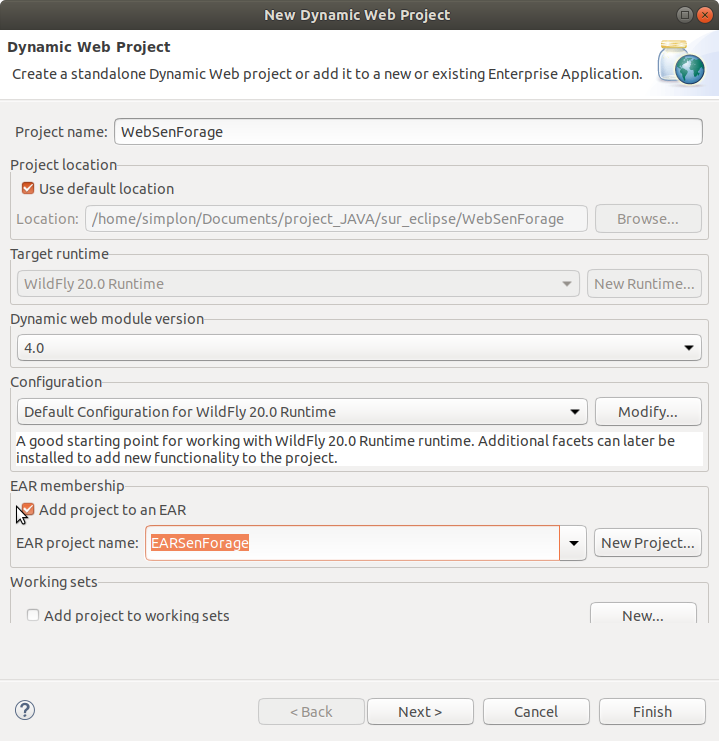 New Dynamic Web Project
Dynamic Web Project
Create a standalone Dynamic Web project or add it to a new or existing Enterprise Application.
Project name: WebSenForage
Project location
Use default location
Location: /home/simplon/Documents/project_JAVA/sur_eclipse/WebSenForage Browse...
Target runtime
WildFly 20.0 Runtime New Runtime...
Dynamic web module version
4.0
Configuration
Default Configuration for WildFly 20.0 Runtime Modify...
A good starting point for working with WildFly 20.0 Runtime runtime. Additional facets can later be
installed to add new functionality to the project.
EAR membership
Add project to an EAR
EAR project name: EARSenForage New Project...
Working sets
Add project to working sets New...
? < Back Next > Cancel Finish